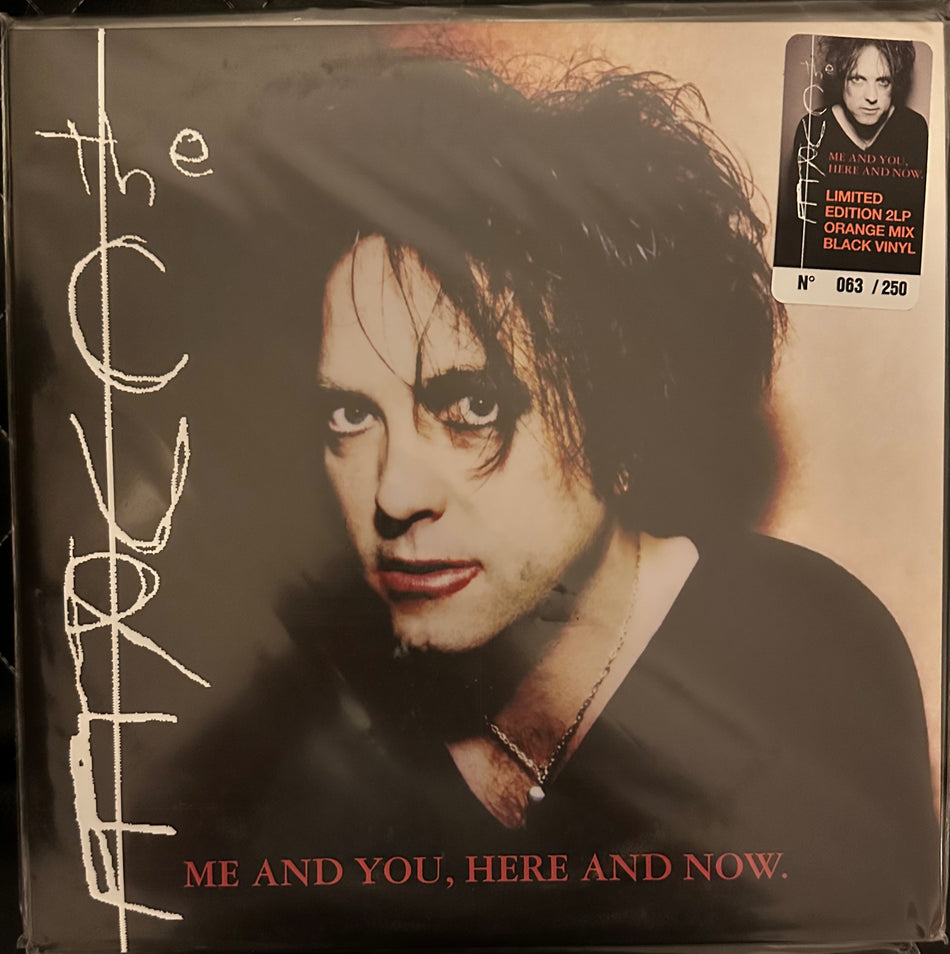 the CURE
ME AND YOU, HERE AND NOW.
the CURE
ME AND YOU,
HERE AND NOW.
LIMITED
EDITION 2LP
ORANGE MIX
BLACK VINYL
N° 063 / 250